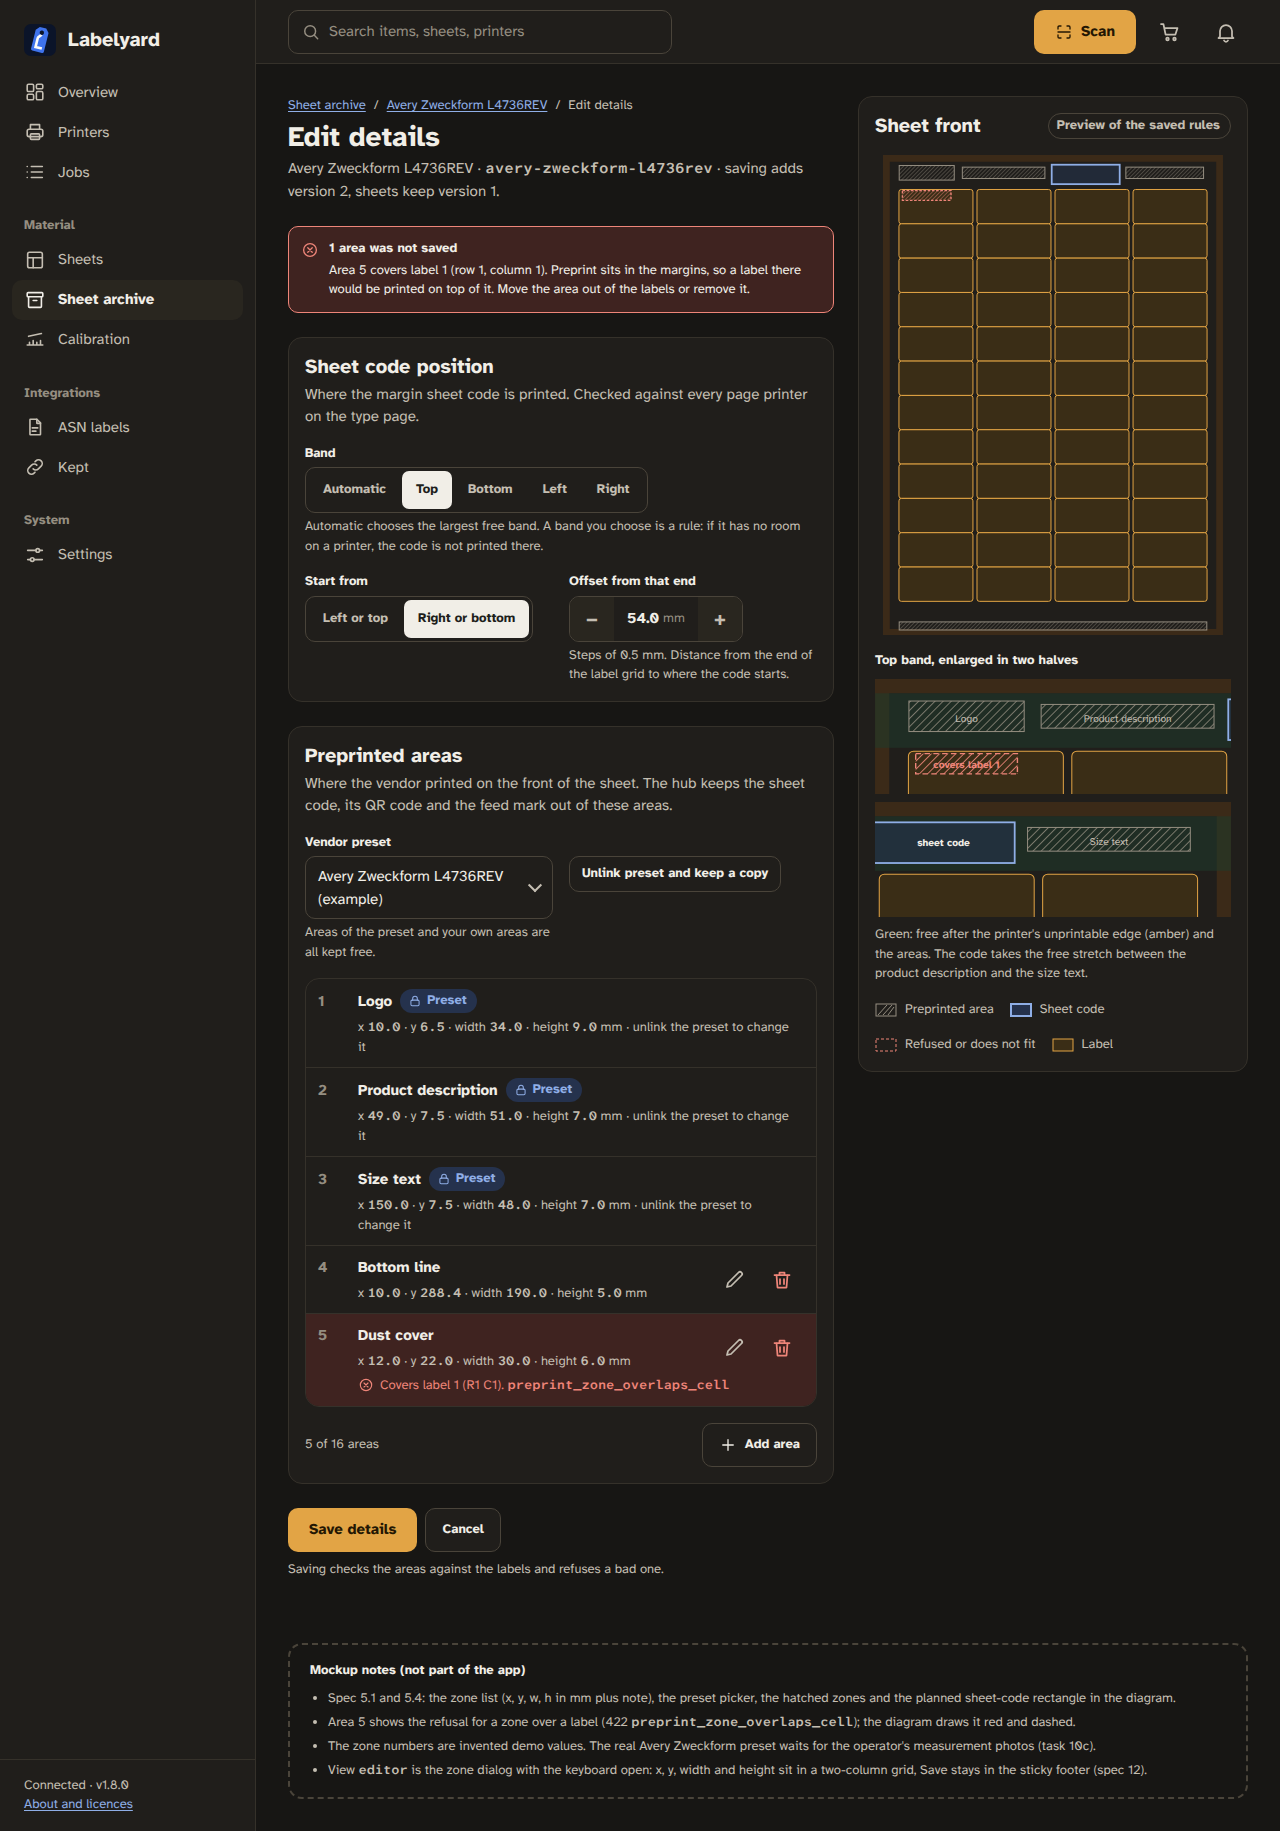 Labelyard
Search items, sheets, printers
Scan
Overview
Printers
Jobs
Material
Sheets
Sheet archive
Calibration
Integrations
ASN labels
Kept
System
Settings
Connected · v1.8.0
About and licences
Sheet archive / Avery Zweckform L4736REV / Edit details
Edit details
Avery Zweckform L4736REV · avery-zweckform-l4736rev · saving adds
version 2, sheets keep version 1.
1 area was not saved
Area 5 covers label 1 (row 1, column 1). Preprint sits in the margins, so a label there
would be printed on top of it. Move the area out of the labels or remove it.
Sheet code position
Where the margin sheet code is printed. Checked against every page printer
on the type page.
Band
Automatic Top Bottom Left Right
Automatic chooses the largest free band. A band you choose is a rule: if it has no room
on a printer, the code is not printed there.
Start from
Left or top Right or bottom
Offset from that end
− 54.0 mm +
Steps of 0.5 mm. Distance from the end of
the label grid to where the code starts.
Preprinted areas
Where the vendor printed on the front of the sheet. The hub keeps the sheet
code, its QR code and the feed mark out of these areas.
Vendor preset
Avery Zweckform L4736REV
(example)
Unlink preset and keep a copy
Areas of the preset and your own areas are
all kept free.
1 Logo Preset
x 10.0 · y 6.5 · width 34.0 · height 9.0 mm · unlink the preset to change
it
2 Product description Preset
x 49.0 · y 7.5 · width 51.0 · height 7.0 mm · unlink the preset to change
it
3 Size text Preset
x 150.0 · y 7.5 · width 48.0 · height 7.0 mm · unlink the preset to
change it
4 Bottom line
x 10.0 · y 288.4 · width 190.0 · height 5.0 mm
5 Dust cover
x 12.0 · y 22.0 · width 30.0 · height 6.0 mm
Covers label 1 (R1 C1). preprint_zone_overlaps_cell
5 of 16 areas
+ Add area
Save details
Cancel
Saving checks the areas against the labels and refuses a bad one.
Sheet front
Preview of the saved rules
Top band, enlarged in two halves
Logo
Product description
covers label 1
sheet code
Size text
Green: free after the printer's unprintable edge (amber) and
the areas. The code takes the free stretch between the
product description and the size text.
Preprinted area
Sheet code
Refused or does not fit
Label
Mockup notes (not part of the app)
• Spec 5.1 and 5.4: the zone list (x, y, w, h in mm plus note), the preset picker, the hatched zones and the planned sheet-code rectangle in the diagram.
• Area 5 shows the refusal for a zone over a label (422 preprint_zone_overlaps_cell); the diagram draws it red and dashed.
• The zone numbers are invented demo values. The real Avery Zweckform preset waits for the operator's measurement photos (task 10c).
• View editor is the zone dialog with the keyboard open: x, y, width and height sit in a two-column grid, Save stays in the sticky footer (spec 12).